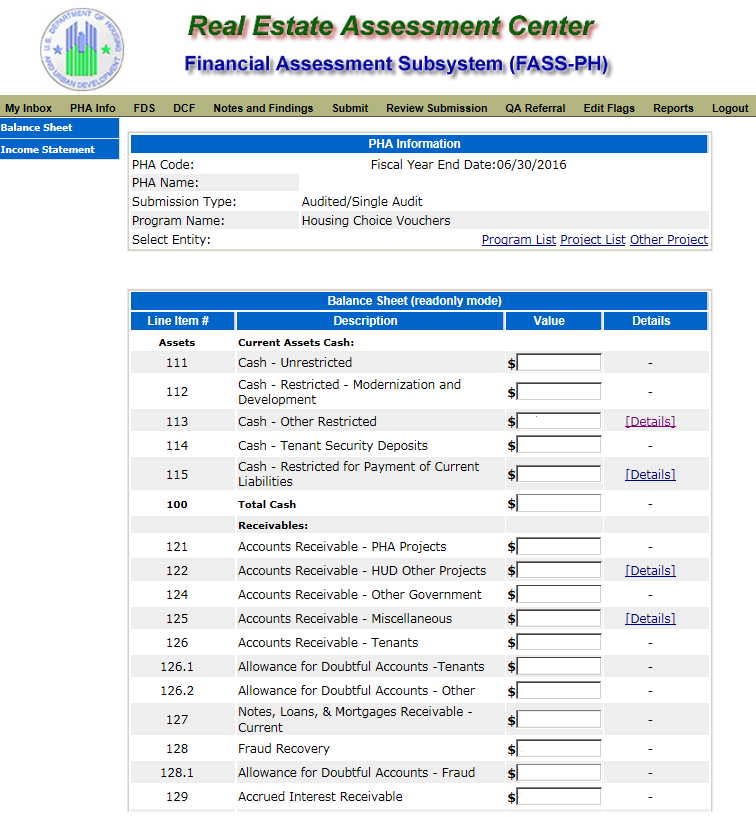 U.S. DEPARTMENT OF HOUSING AND URBAN DEVELOPMENT
Real Estate Assessment Center
Financial Assessment Subsystem (FASS-PH)
My Inbox PHA Info FDS DCF Notes and Findings Submit Review Submission QA Referral Edit Flags Reports Logout
Balance Sheet
Income Statement
PHA Information
PHA Code: Fiscal Year End Date:06/30/2016
PHA Name:
Submission Type: Audited/Single Audit
Program Name: Housing Choice Vouchers
Select Entity: Program List Project List Other Project
Balance Sheet (readonly mode)
Line Item # Description Value Details
Assets Current Assets Cash:
111 Cash - Unrestricted $ -
112 Cash - Restricted - Modernization and
Development $ -
113 Cash - Other Restricted $ [Details]
114 Cash - Tenant Security Deposits $ -
115 Cash - Restricted for Payment of Current
Liabilities $ [Details]
100 Total Cash $ -
Receivables:
121 Accounts Receivable - PHA Projects $ -
122 Accounts Receivable - HUD Other Projects $ [Details]
124 Accounts Receivable - Other Government $ -
125 Accounts Receivable - Miscellaneous $ [Details]
126 Accounts Receivable - Tenants $ -
126.1 Allowance for Doubtful Accounts -Tenants $ -
126.2 Allowance for Doubtful Accounts - Other $ -
127 Notes, Loans, & Mortgages Receivable -
Current $ -
128 Fraud Recovery $ -
128.1 Allowance for Doubtful Accounts - Fraud $ -
129 Accrued Interest Receivable $ -